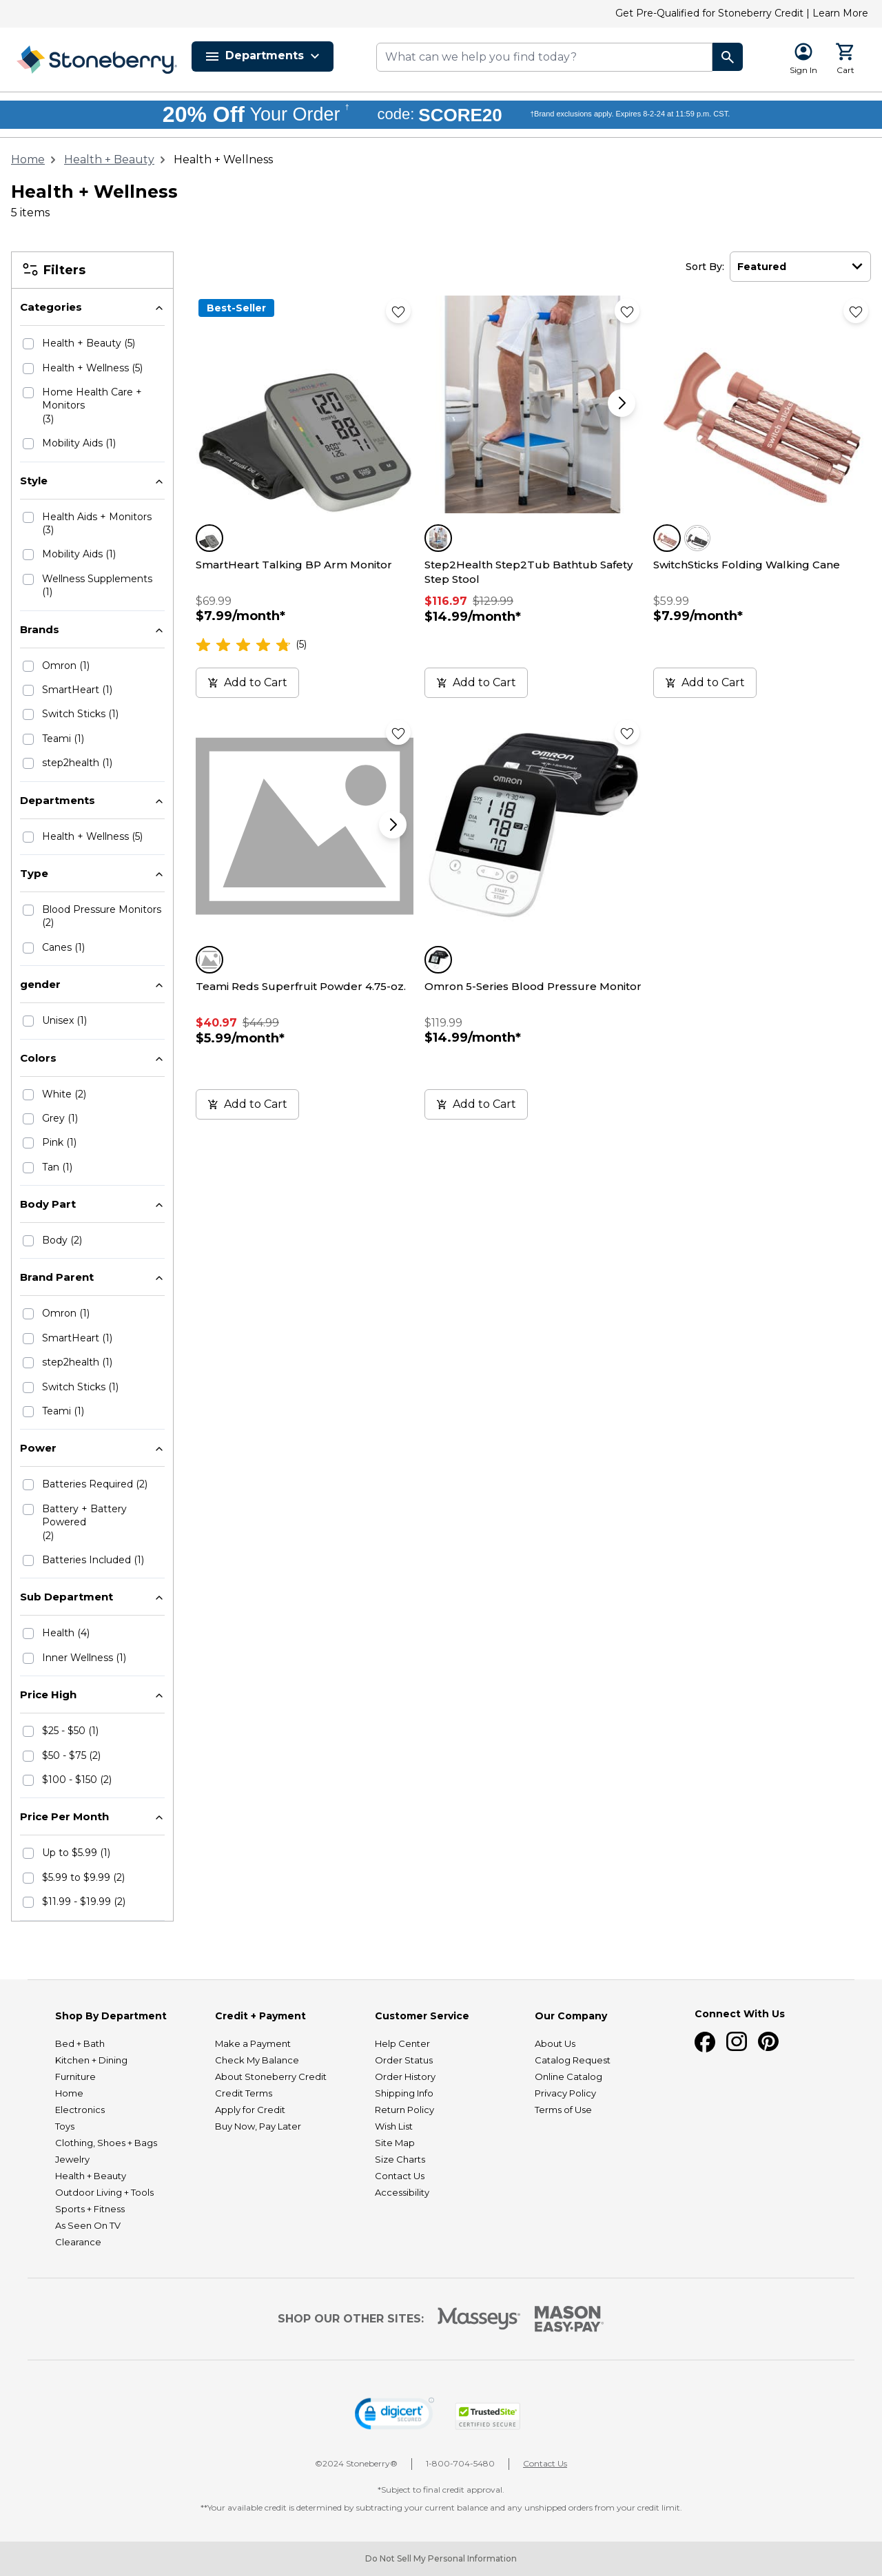 Get Pre-Qualified for Stoneberry Credit | Learn More
Stoneberry.
Departments
What can we help you find today?
Sign In
Cart
20% Off Your Order † code: SCORE20 †Brand exclusions apply. Expires 8-2-24 at 11:59 p.m. CST.
Home > Health + Beauty > Health + Wellness
Health + Wellness
5 items
Filters
Categories
Health + Beauty (5)
Health + Wellness (5)
Home Health Care +
Monitors
(3)
Mobility Aids (1)
Style
Health Aids + Monitors
(3)
Mobility Aids (1)
Wellness Supplements
(1)
Brands
Omron (1)
SmartHeart (1)
Switch Sticks (1)
Teami (1)
step2health (1)
Departments
Health + Wellness (5)
Type
Blood Pressure Monitors
(2)
Canes (1)
gender
Unisex (1)
Colors
White (2)
Grey (1)
Pink (1)
Tan (1)
Body Part
Body (2)
Brand Parent
Omron (1)
SmartHeart (1)
step2health (1)
Switch Sticks (1)
Teami (1)
Power
Batteries Required (2)
Battery + Battery
Powered
(2)
Batteries Included (1)
Sub Department
Health (4)
Inner Wellness (1)
Price High
$25 - $50 (1)
$50 - $75 (2)
$100 - $150 (2)
Price Per Month
Up to $5.99 (1)
$5.99 to $9.99 (2)
$11.99 - $19.99 (2)
Sort By:
Featured
Best-Seller
120
88
71
SET
M
SmartHeart Talking BP Arm Monitor
$69.99
$7.99/month*
(5)
Add to Cart
Step2Health Step2Tub Bathtub Safety
Step Stool
$116.97 $129.99
$14.99/month*
Add to Cart
switch sticks
SwitchSticks Folding Walking Cane
$59.99
$7.99/month*
Add to Cart
Teami Reds Superfruit Powder 4.75-oz.
$40.97 $44.99
$5.99/month*
Add to Cart
OMRON
OMRON
SYS
118
DIA
78
70
START
STOP
Omron 5-Series Blood Pressure Monitor
$119.99
$14.99/month*
Add to Cart
Shop By Department
Bed + Bath
Kitchen + Dining
Furniture
Home
Electronics
Toys
Clothing, Shoes + Bags
Jewelry
Health + Beauty
Outdoor Living + Tools
Sports + Fitness
As Seen On TV
Clearance
Credit + Payment
Make a Payment
Check My Balance
About Stoneberry Credit
Credit Terms
Apply for Credit
Buy Now, Pay Later
Customer Service
Help Center
Order Status
Order History
Shipping Info
Return Policy
Wish List
Site Map
Size Charts
Contact Us
Accessibility
Our Company
About Us
Catalog Request
Online Catalog
Privacy Policy
Terms of Use
Connect With Us
SHOP OUR OTHER SITES:
Masseys
MASON
EASY•PAY
digicert
SECURED
TrustedSite
CERTIFIED SECURE
©2024 Stoneberry® | 1-800-704-5480 | Contact Us
*Subject to final credit approval.
**Your available credit is determined by subtracting your current balance and any unshipped orders from your credit limit.
Do Not Sell My Personal Information